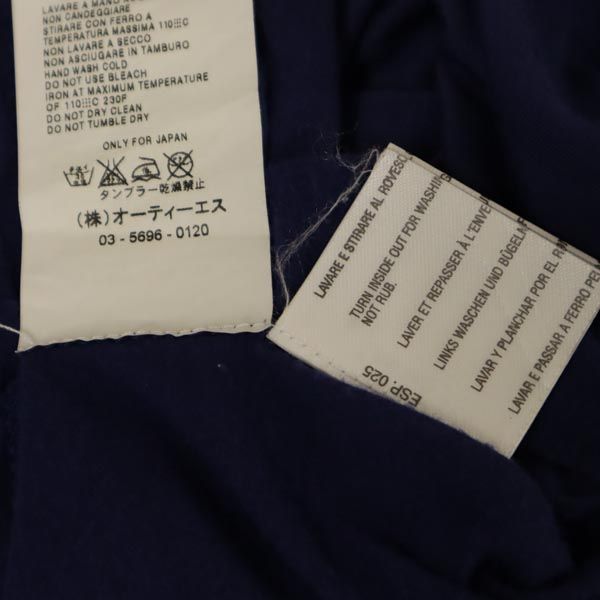 LAVARE A MANO
NON CANDEGGIARE
STIRARE CON FERRO A
TEMPERATURA MASSIMA 110⁝⁝⁝C
NON LAVARE A SECCO
NON ASCIUGARE IN TAMBURO
HAND WASH COLD
DO NOT USE BLEACH
IRON AT MAXIMUM TEMPERATURE
OF 110⁝⁝⁝C 230F
DO NOT DRY CLEAN
DO NOT TUMBLE DRY
ONLY FOR JAPAN
タンブラー乾燥禁止
(株)オーティーエス
03 - 5696 - 0120
LAVARE E STIRARE AL ROVESC
TURN INSIDE OUT FOR WASHING
NOT RUB.
LAVER ET REPASSER À L'ENVE
LINKS WASCHEN UND BÜGELN
LAVAR Y PLANCHAR POR EL R
LAVAR E PASSAR A FERRO PEL
ESP. 025